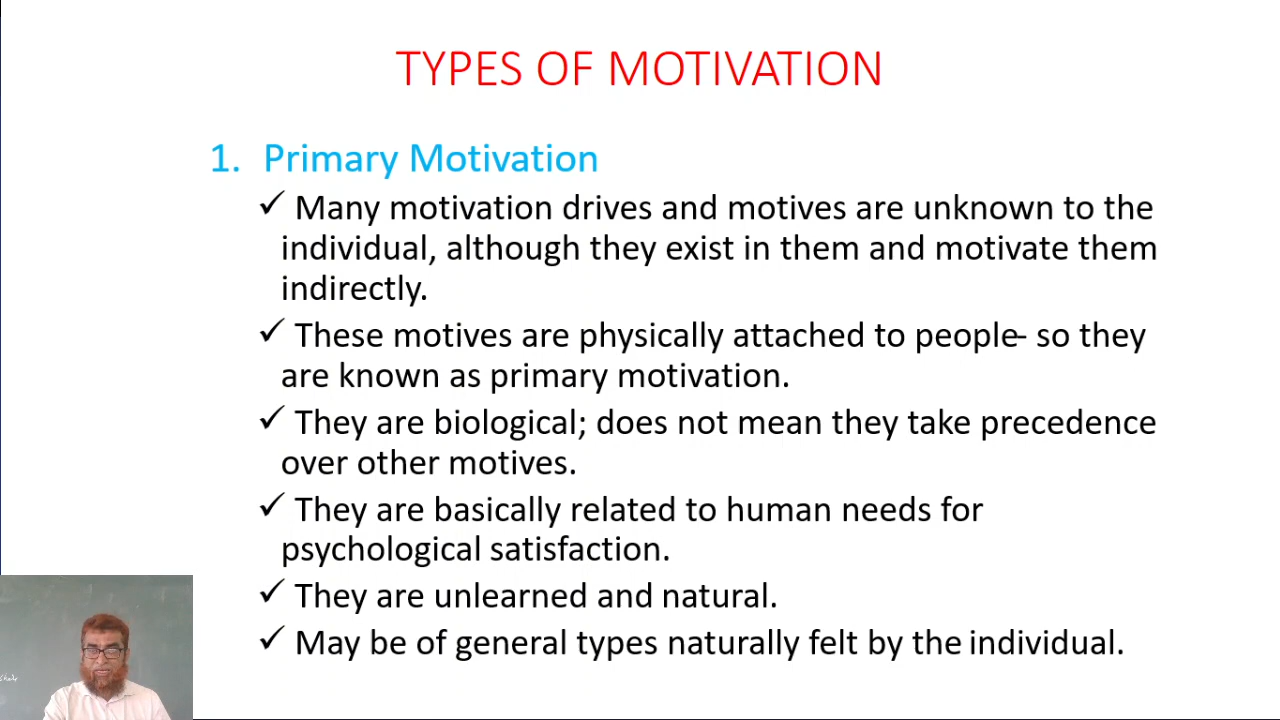 TYPES OF MOTIVATION
1. Primary Motivation
✓ Many motivation drives and motives are unknown to the
individual, although they exist in them and motivate them
indirectly.
✓ These motives are physically attached to people- so they
are known as primary motivation.
✓ They are biological; does not mean they take precedence
over other motives.
✓ They are basically related to human needs for
psychological satisfaction.
✓ They are unlearned and natural.
✓ May be of general types naturally felt by the individual.